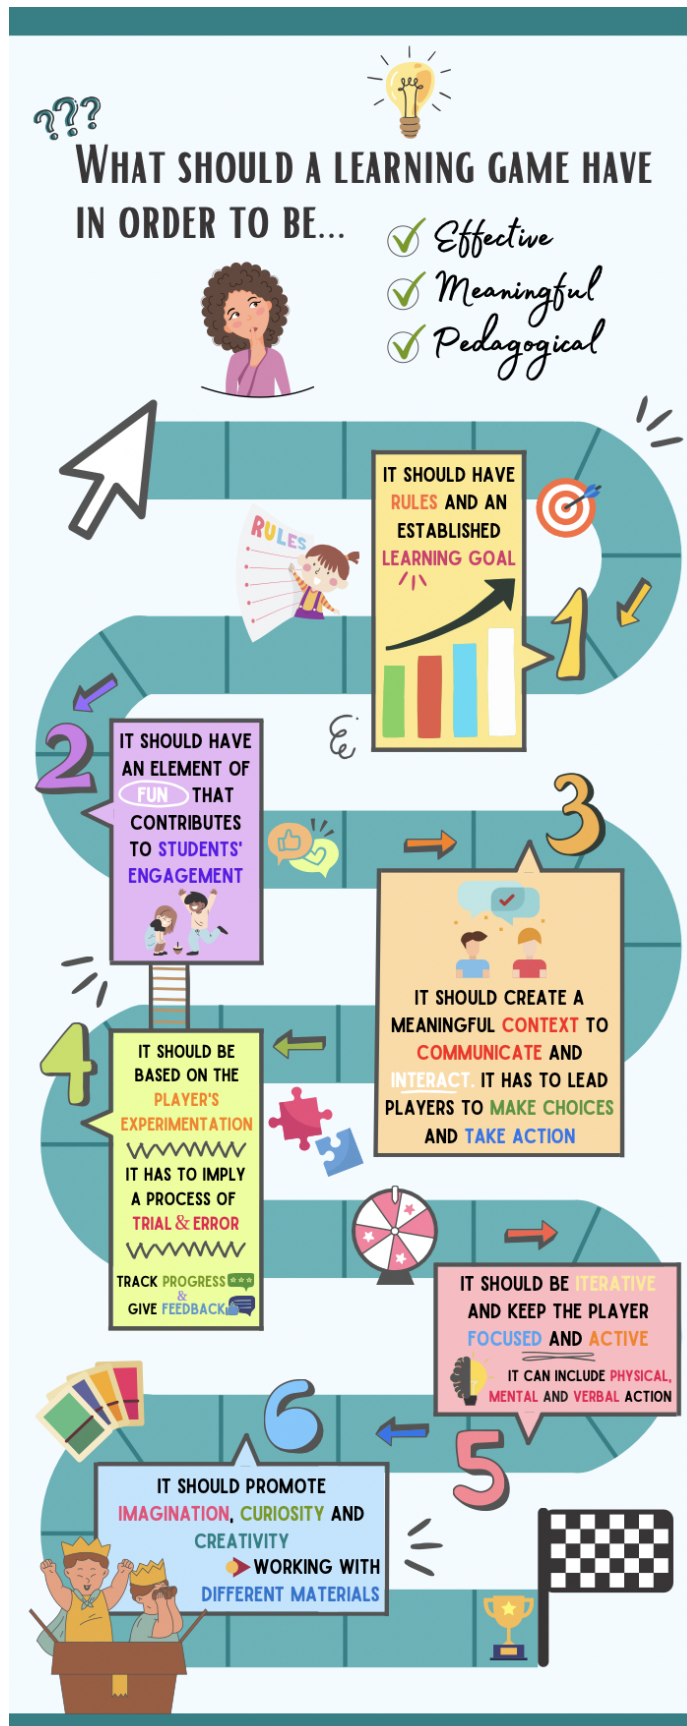 ???
WHAT SHOULD A LEARNING GAME HAVE
IN ORDER TO BE...
Effective
Meaningful
Pedagogical
IT SHOULD HAVE
RULES AND AN
ESTABLISHED
LEARNING GOAL
RULES
1
2
IT SHOULD HAVE
AN ELEMENT OF
FUN THAT
CONTRIBUTES
TO STUDENTS'
ENGAGEMENT
3
IT SHOULD CREATE A
MEANINGFUL CONTEXT TO
COMMUNICATE AND
INTERACT. IT HAS TO LEAD
PLAYERS TO MAKE CHOICES
AND TAKE ACTION
4
IT SHOULD BE
BASED ON THE
PLAYER'S
EXPERIMENTATION
IT HAS TO IMPLY
A PROCESS OF
TRIAL & ERROR
TRACK PROGRESS
&
GIVE FEEDBACK
IT SHOULD BE ITERATIVE
AND KEEP THE PLAYER
FOCUSED AND ACTIVE
IT CAN INCLUDE PHYSICAL,
MENTAL AND VERBAL ACTION
5
6
IT SHOULD PROMOTE
IMAGINATION, CURIOSITY AND
CREATIVITY
WORKING WITH
DIFFERENT MATERIALS